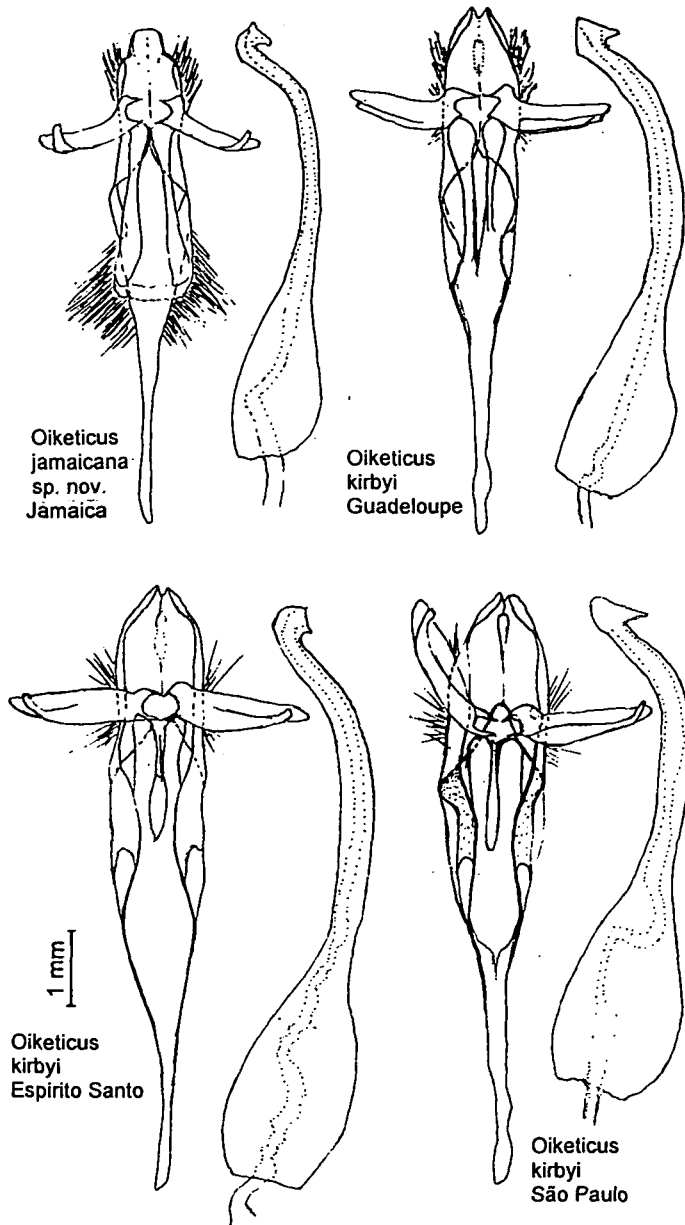 Oiketicus
jamaicana
sp. nov.
Jamaica
Oiketicus
kirbyi
Guadeloupe
1 mm
Oiketicus
kirbyi
Espirito Santo
Oiketicus
kirbyi
São Paulo